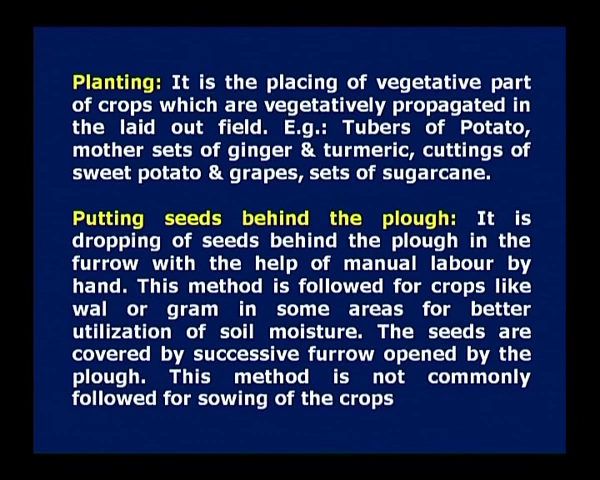 Planting: It is the placing of vegetative part
of crops which are vegetatively propagated in
the laid out field. E.g.: Tubers of Potato,
mother sets of ginger & turmeric, cuttings of
sweet potato & grapes, sets of sugarcane.
Putting seeds behind the plough: It is
dropping of seeds behind the plough in the
furrow with the help of manual labour by
hand. This method is followed for crops like
wal or gram in some areas for better
utilization of soil moisture. The seeds are
covered by successive furrow opened by the
plough. This method is not commonly
followed for sowing of the crops